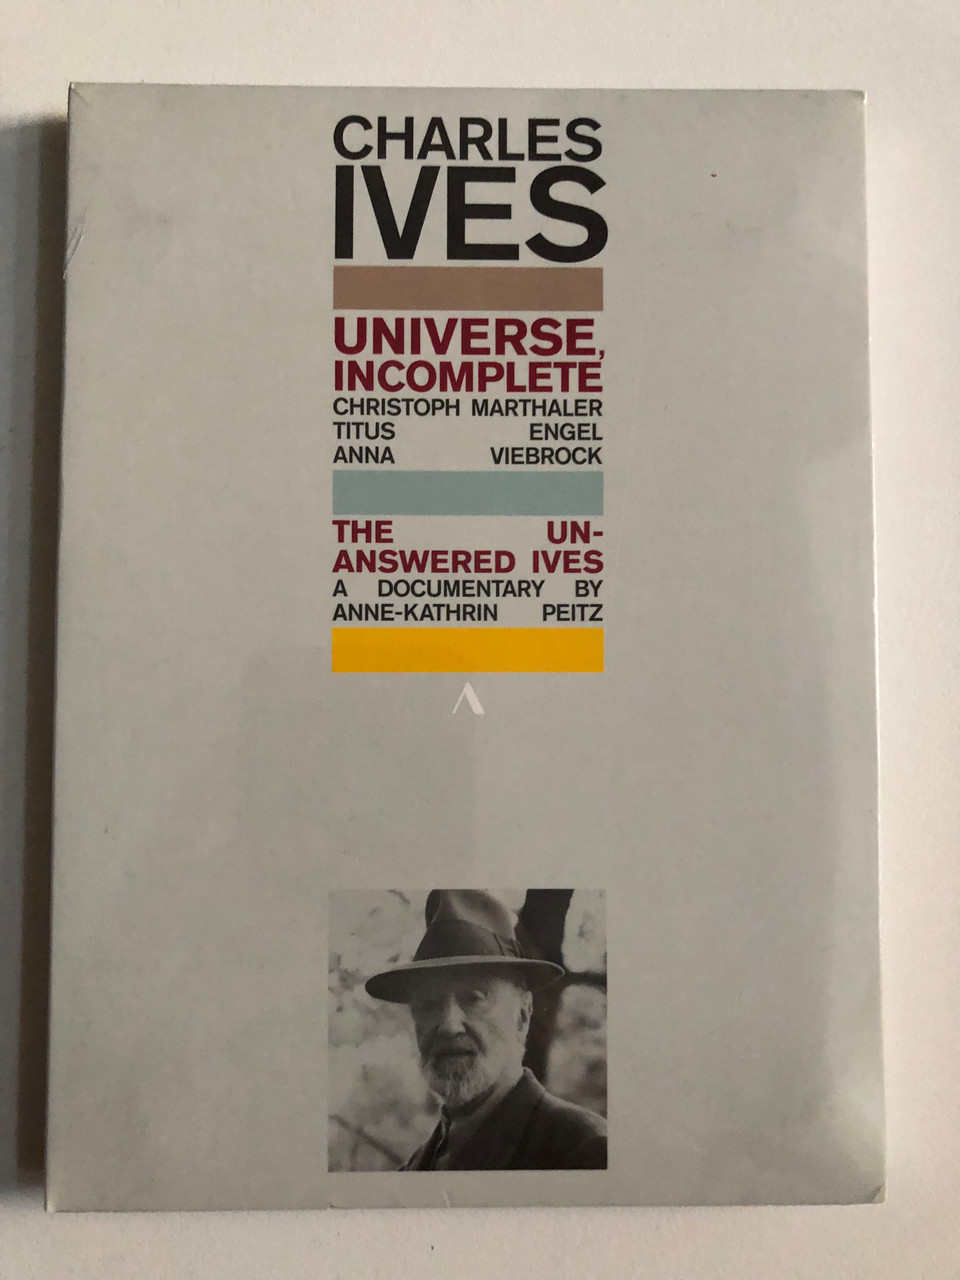 CHARLES
IVES
UNIVERSE,
INCOMPLETE
CHRISTOPH MARTHALER
TITUS ENGEL
ANNA VIEBROCK
THE UN-
ANSWERED IVES
A DOCUMENTARY BY
ANNE-KATHRIN PEITZ